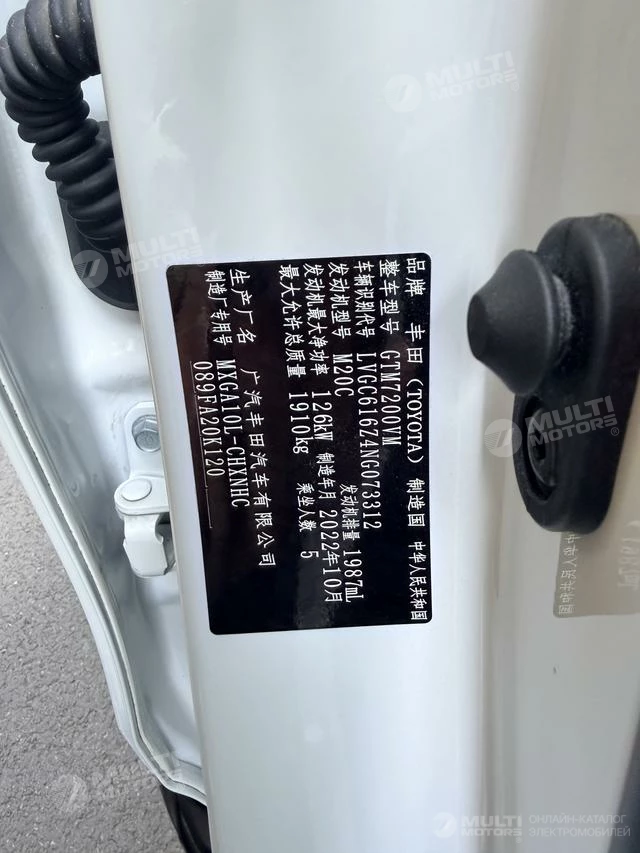 品牌 丰田 (TOYOTA) 制造国 中华人民共和国
整车型号 GTM7200VM
车辆识别代号 LVGC61674NG073312
发动机型号 M20C 发动机排量 1987mL
发动机最大净功率 126kW 制造年月 2022年10月
最大允许总质量 1910kg 乘坐人数 5
生产厂名 广汽丰田汽车有限公司
制造厂专用号 MXGA10L-CHXNHC
089FA20K120
MULTI
MOTORS
MULTI
MOTORS
MULTI
MOTORS
MULTI
MOTORS
MULTI
MOTORS
ОНЛАЙН-КАТАЛОГ
ЭЛЕКТРОМОБИЛЕЙ